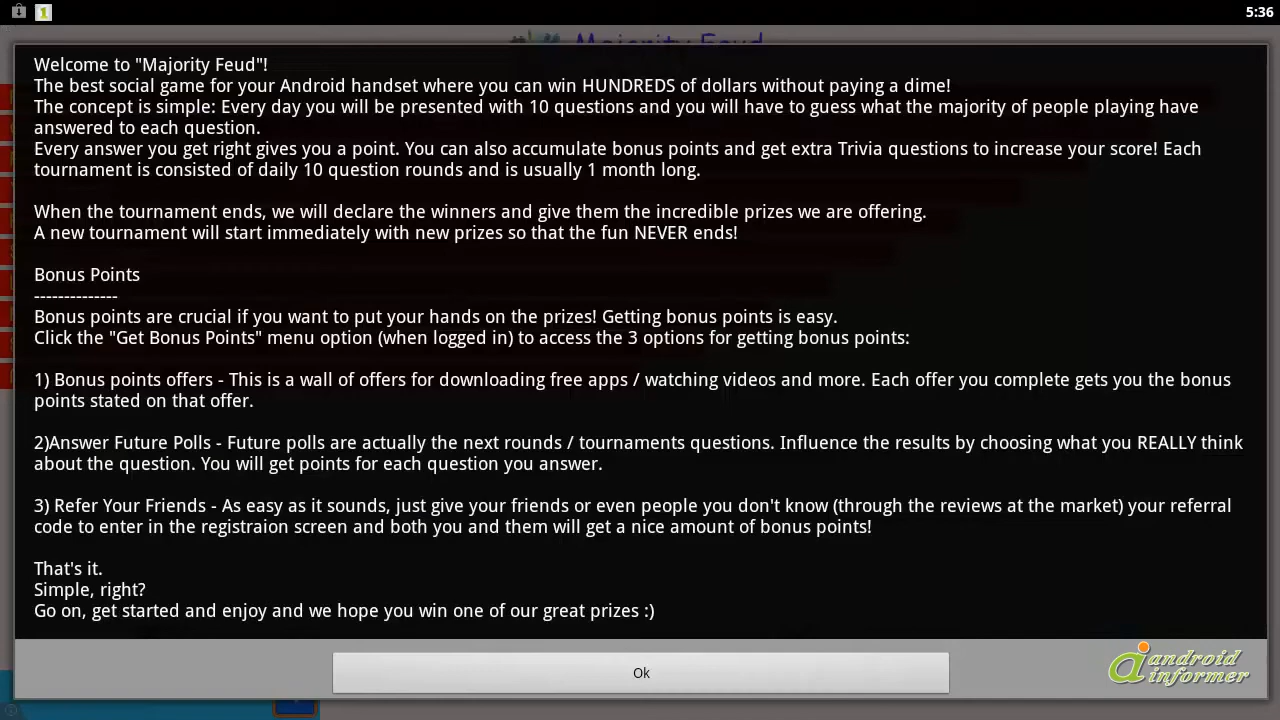 5:36
Majority Feud
Welcome to "Majority Feud"!
The best social game for your Android handset where you can win HUNDREDS of dollars without paying a dime!
The concept is simple: Every day you will be presented with 10 questions and you will have to guess what the majority of people playing have
answered to each question.
Every answer you get right gives you a point. You can also accumulate bonus points and get extra Trivia questions to increase your score! Each
tournament is consisted of daily 10 question rounds and is usually 1 month long.
When the tournament ends, we will declare the winners and give them the incredible prizes we are offering.
A new tournament will start immediately with new prizes so that the fun NEVER ends!
Bonus Points
--------------
Bonus points are crucial if you want to put your hands on the prizes! Getting bonus points is easy.
Click the "Get Bonus Points" menu option (when logged in) to access the 3 options for getting bonus points:
1) Bonus points offers - This is a wall of offers for downloading free apps / watching videos and more. Each offer you complete gets you the bonus
points stated on that offer.
2)Answer Future Polls - Future polls are actually the next rounds / tournaments questions. Influence the results by choosing what you REALLY think
about the question. You will get points for each question you answer.
3) Refer Your Friends - As easy as it sounds, just give your friends or even people you don't know (through the reviews at the market) your referral
code to enter in the registraion screen and both you and them will get a nice amount of bonus points!
That's it.
Simple, right?
Go on, get started and enjoy and we hope you win one of our great prizes :)
Ok
android
informer